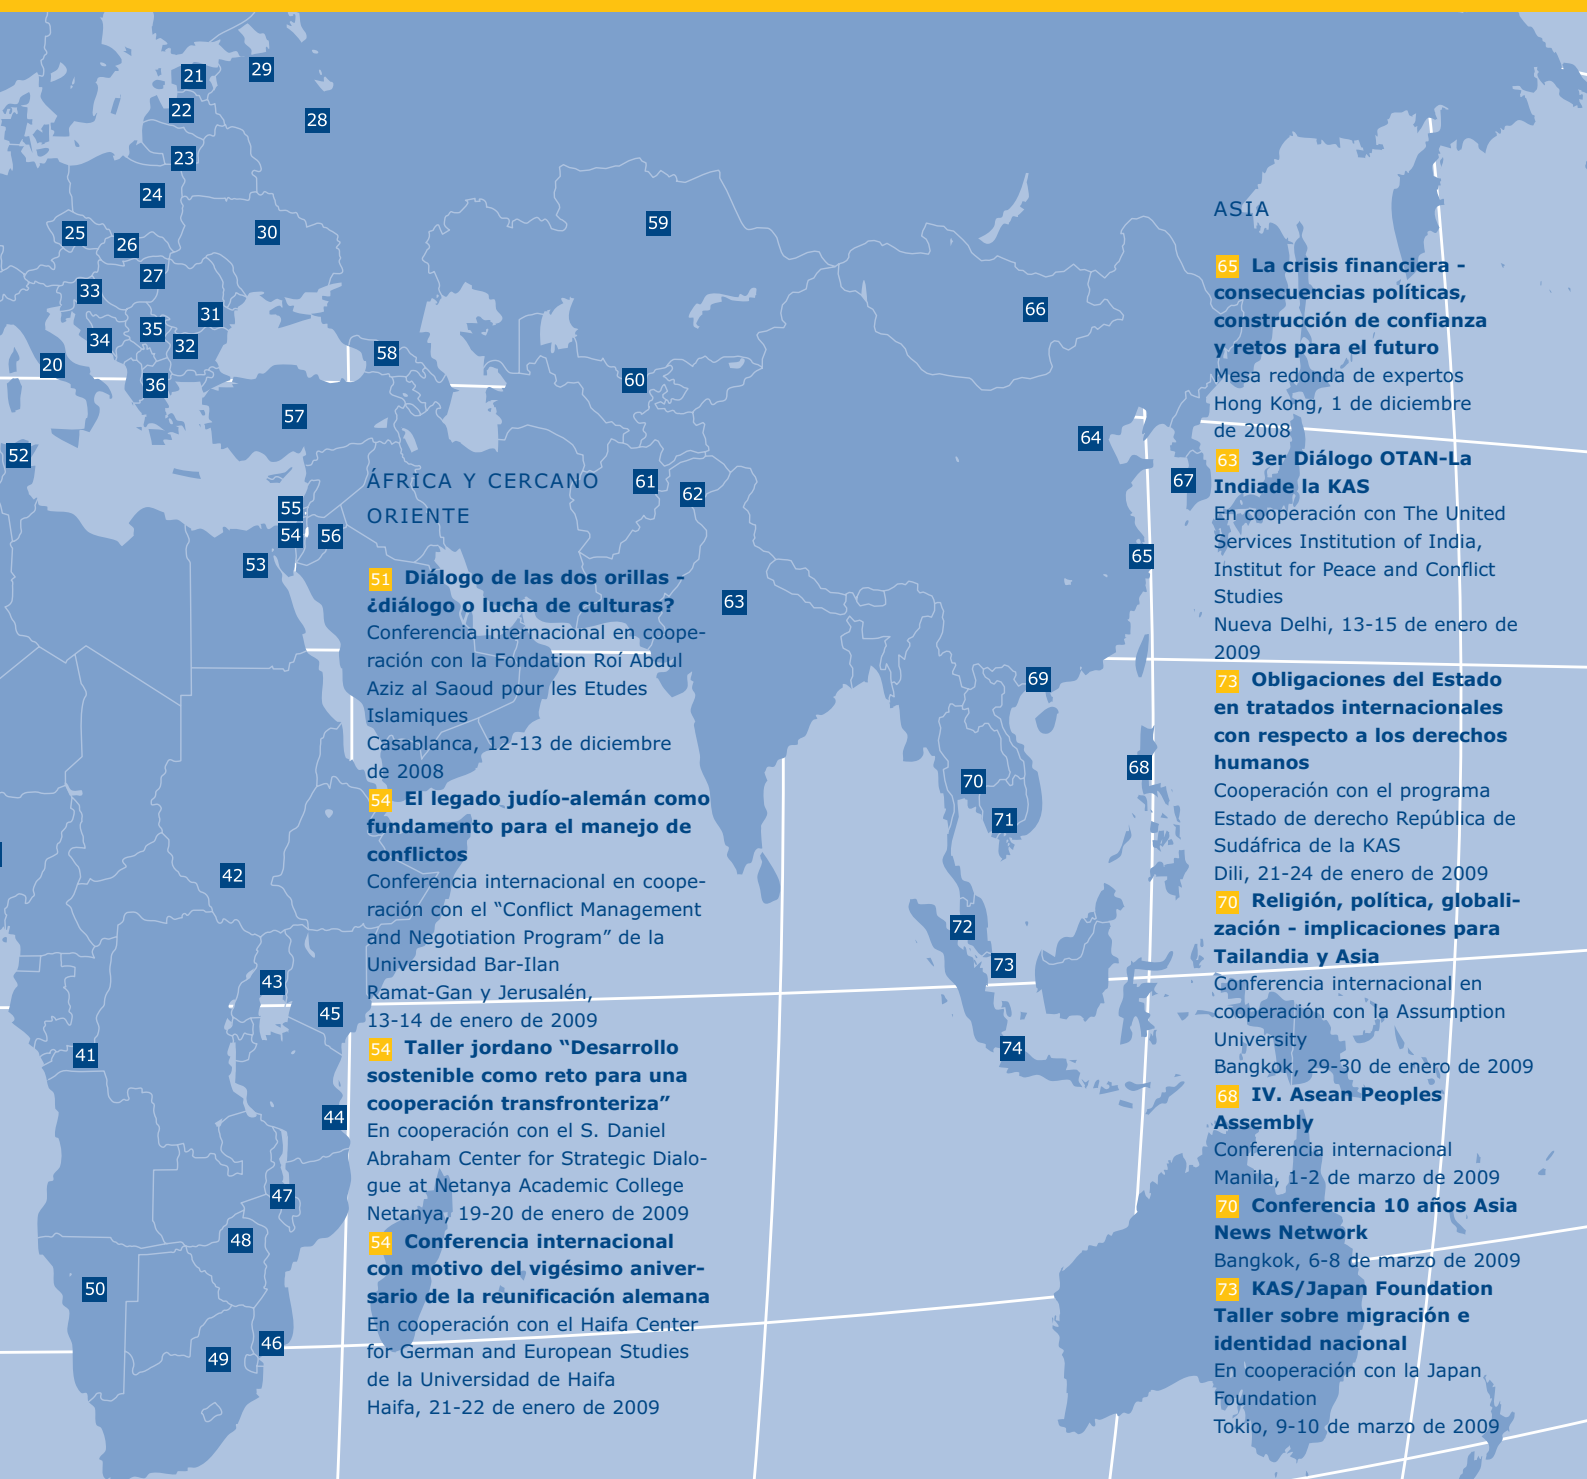 21
29
22
28
23
24
25
26
30
27
33
31
35
34
32
20
36
58
57
52
59
60
66
64
67
61
62
55
54
56
53
65
63
69
68
70
71
72
73
74
42
43
45
41
44
47
48
50
46
49
ÁFRICA Y CERCANO
ORIENTE
51 Diálogo de las dos orillas -
¿diálogo o lucha de culturas?
Conferencia internacional en coope-
ración con la Fondation Roí Abdul
Aziz al Saoud pour les Etudes
Islamiques
Casablanca, 12-13 de diciembre
de 2008
54 El legado judío-alemán como
fundamento para el manejo de
conflictos
Conferencia internacional en coope-
ración con el “Conflict Management
and Negotiation Program” de la
Universidad Bar-Ilan
Ramat-Gan y Jerusalén,
13-14 de enero de 2009
54 Taller jordano “Desarrollo
sostenible como reto para una
cooperación transfronteriza”
En cooperación con el S. Daniel
Abraham Center for Strategic Dialo-
gue at Netanya Academic College
Netanya, 19-20 de enero de 2009
54 Conferencia internacional
con motivo del vigésimo aniver-
sario de la reunificación alemana
En cooperación con el Haifa Center
for German and European Studies
de la Universidad de Haifa
Haifa, 21-22 de enero de 2009
ASIA
65 La crisis financiera -
consecuencias políticas,
construcción de confianza
y retos para el futuro
Mesa redonda de expertos
Hong Kong, 1 de diciembre
de 2008
63 3er Diálogo OTAN-La
Indiade la KAS
En cooperación con The United
Services Institution of India,
Institut for Peace and Conflict
Studies
Nueva Delhi, 13-15 de enero de
2009
73 Obligaciones del Estado
en tratados internacionales
con respecto a los derechos
humanos
Cooperación con el programa
Estado de derecho República de
Sudáfrica de la KAS
Dili, 21-24 de enero de 2009
70 Religión, política, globali-
zación - implicaciones para
Tailandia y Asia
Conferencia internacional en
cooperación con la Assumption
University
Bangkok, 29-30 de enero de 2009
68 IV. Asean Peoples
Assembly
Conferencia internacional
Manila, 1-2 de marzo de 2009
70 Conferencia 10 años Asia
News Network
Bangkok, 6-8 de marzo de 2009
73 KAS/Japan Foundation
Taller sobre migración e
identidad nacional
En cooperación con la Japan
Foundation
Tokio, 9-10 de marzo de 2009